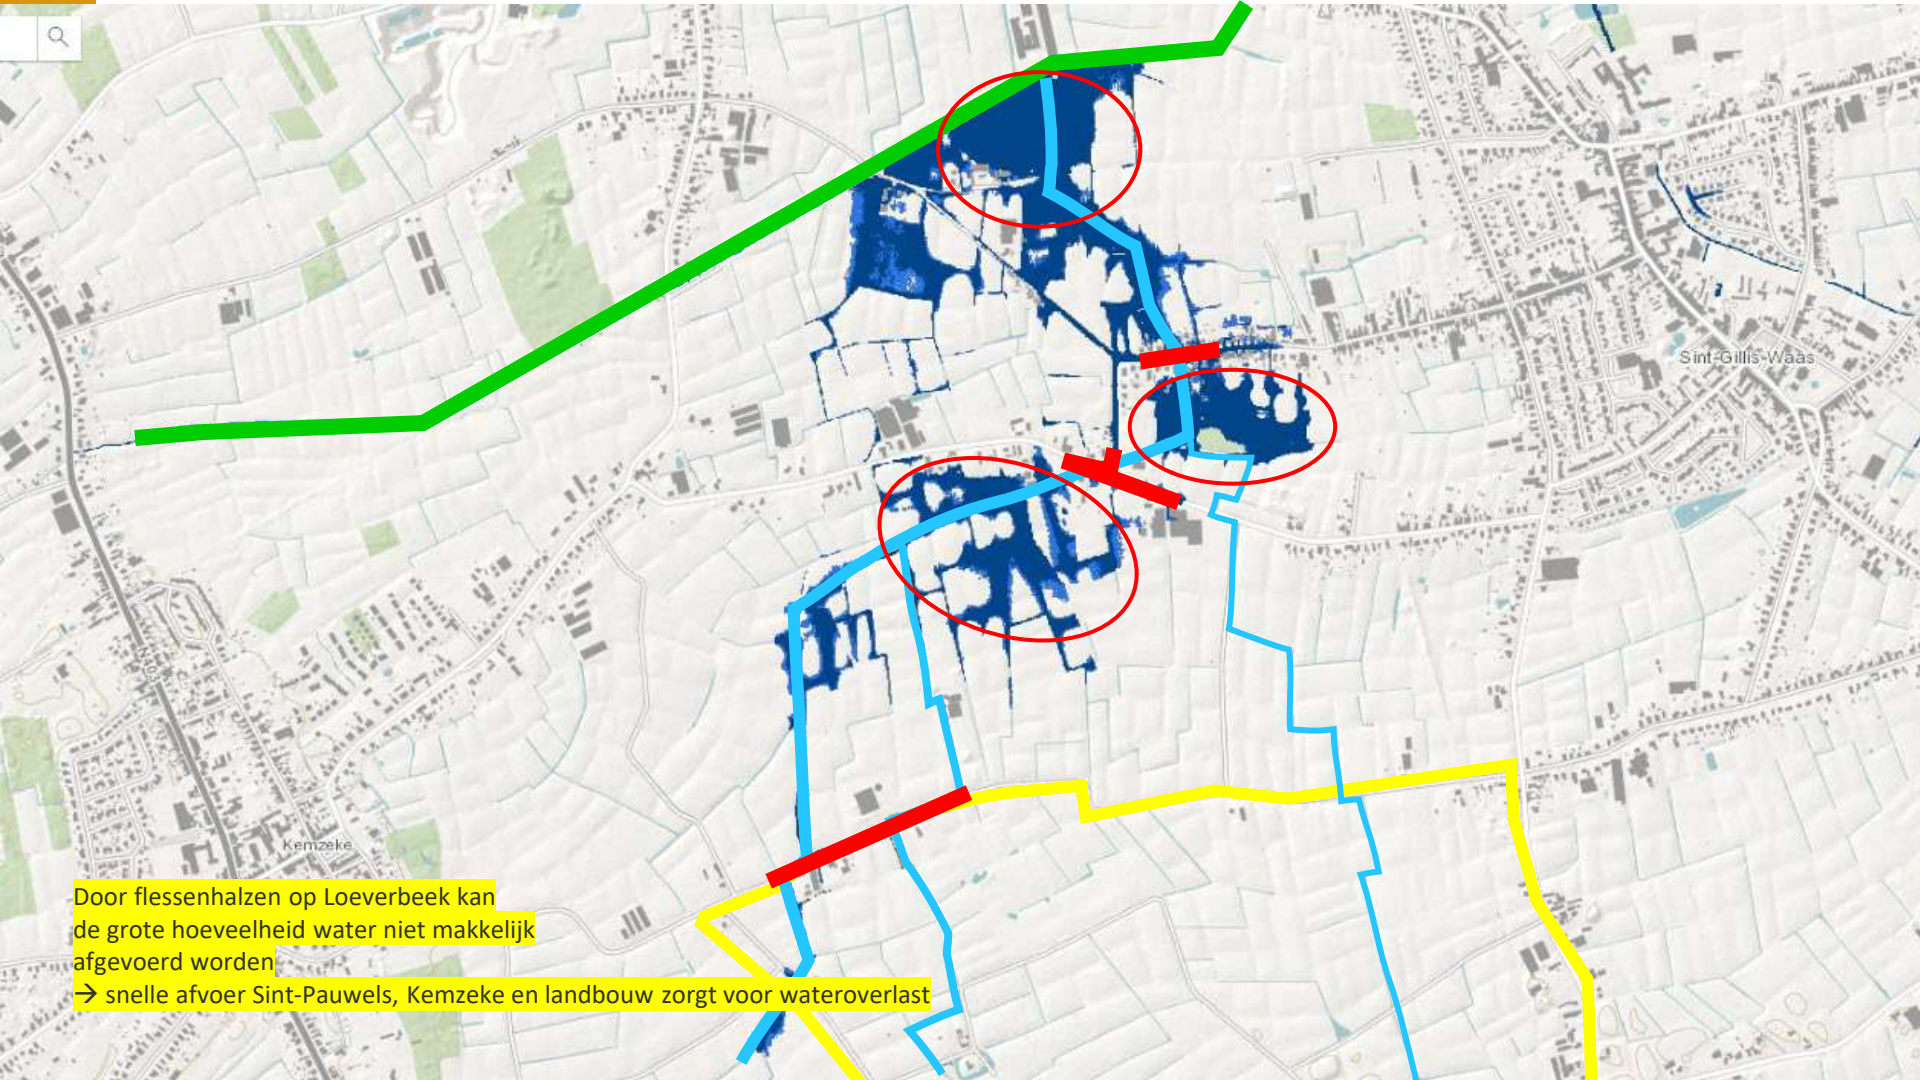 Sint-Gillis-Waas
N403
Kemzeke
Door flessenhalzen op Loeverbeek kan
de grote hoeveelheid water niet makkelijk
afgevoerd worden
→ snelle afvoer Sint-Pauwels, Kemzeke en landbouw zorgt voor wateroverlast